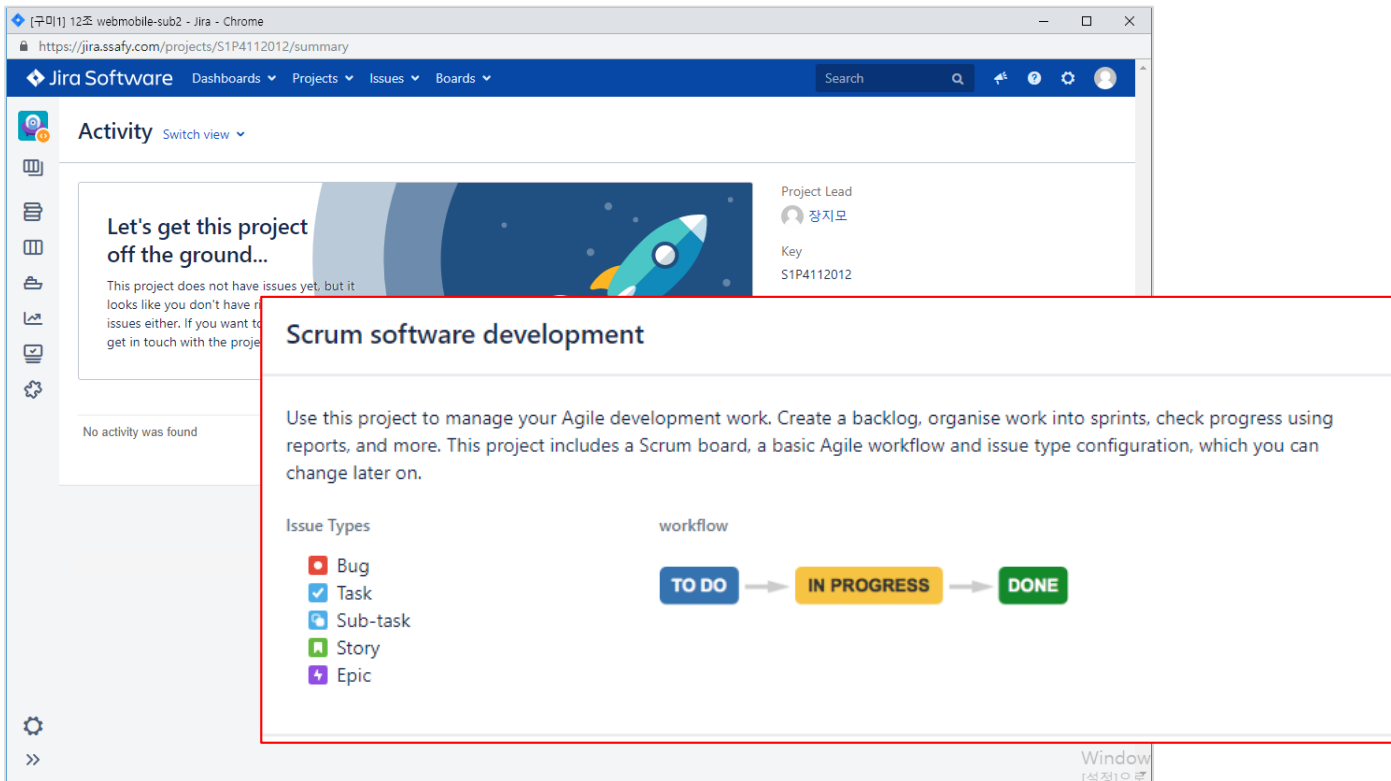 [구미1] 12조 webmobile-sub2 - Jira - Chrome
https://jira.ssafy.com/projects/S1P4112012/summary
Jira Software Dashboards Projects Issues Boards Search
Activity Switch view
Let's get this project
off the ground...
This project does not have issues yet, but it
looks like you don't have
issues either. If you want to
get in touch with the proje
Project Lead
장지모
Key
S1P4112012
No activity was found
Scrum software development
Use this project to manage your Agile development work. Create a backlog, organise work into sprints, check progress using
reports, and more. This project includes a Scrum board, a basic Agile workflow and issue type configuration, which you can
change later on.
Issue Types
Bug
Task
Sub-task
Story
Epic
workflow
TO DO IN PROGRESS DONE
Window